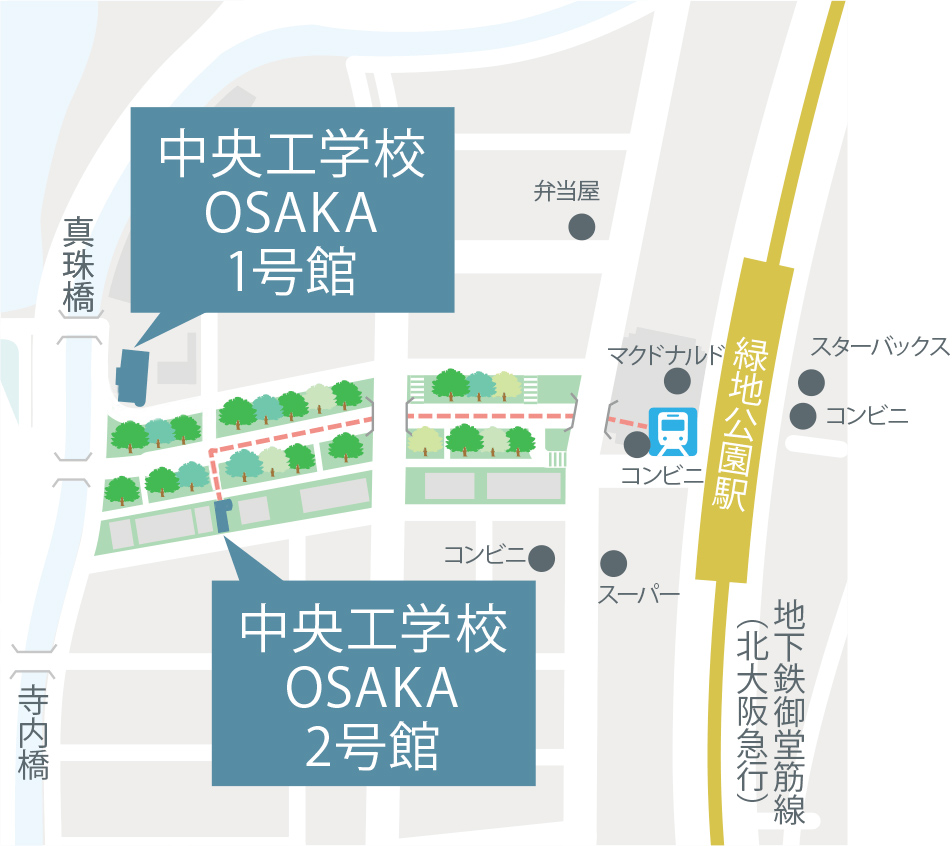 中央工学校
OSAKA
1号館
真珠橋
弁当屋
マクドナルド
緑地公園駅
スターバックス
コンビニ
コンビニ
コンビニ
スーパー
中央工学校
OSAKA
2号館
寺内橋
地下鉄御堂筋線
（北大阪急行）